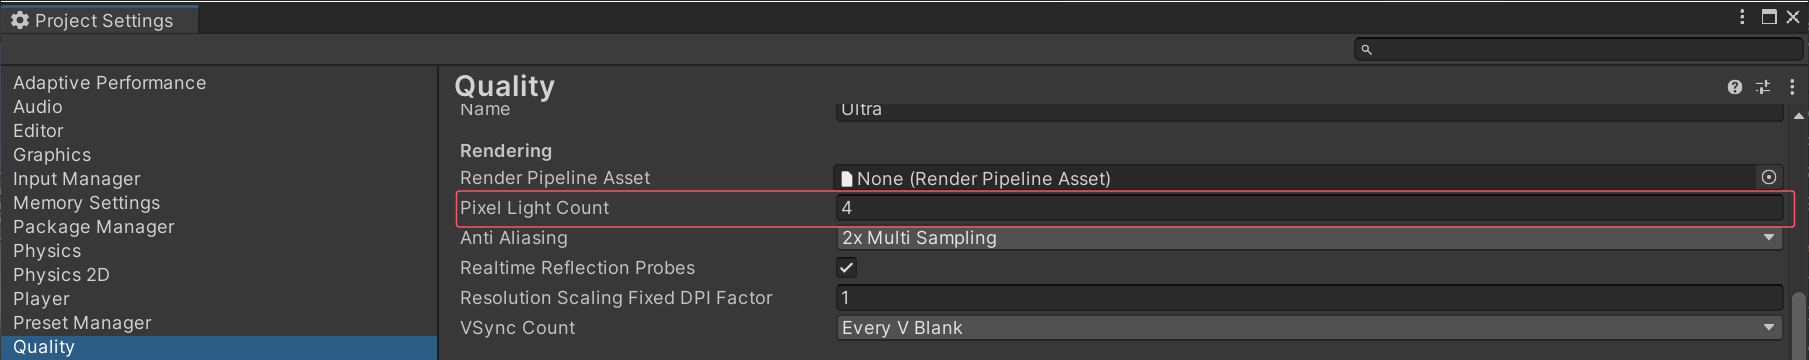 Project Settings
Adaptive Performance
Audio
Editor
Graphics
Input Manager
Memory Settings
Package Manager
Physics
Physics 2D
Player
Preset Manager
Quality
Quality
Name Ultra
Rendering
Render Pipeline Asset None (Render Pipeline Asset)
Pixel Light Count 4
Anti Aliasing 2x Multi Sampling
Realtime Reflection Probes
Resolution Scaling Fixed DPI Factor 1
VSync Count Every V Blank